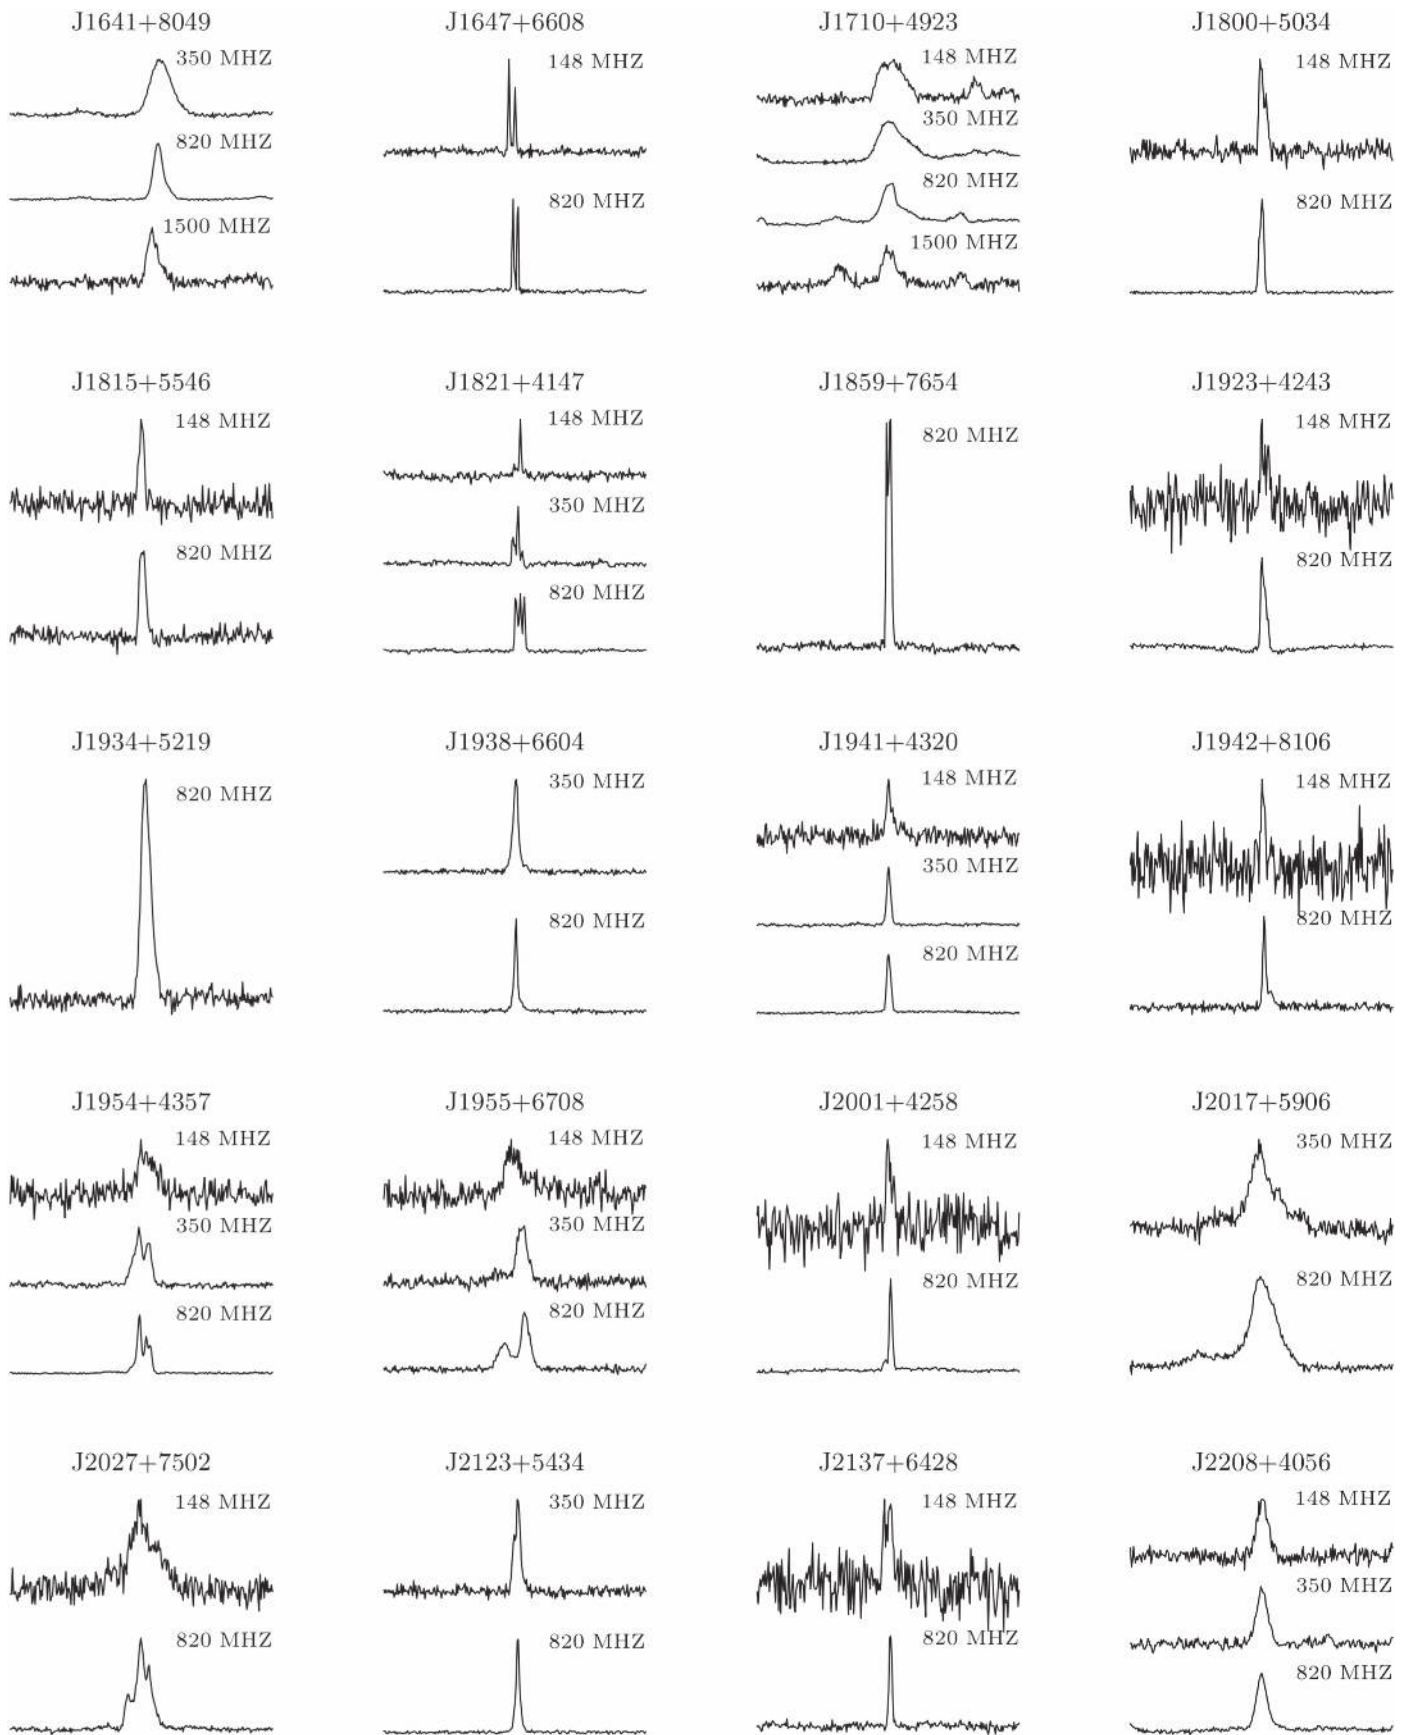 J1641+8049
350 MHZ
820 MHZ
1500 MHZ
J1647+6608
148 MHZ
820 MHZ
J1710+4923
148 MHZ
350 MHZ
820 MHZ
1500 MHZ
J1800+5034
148 MHZ
820 MHZ
J1815+5546
148 MHZ
820 MHZ
J1821+4147
148 MHZ
350 MHZ
820 MHZ
J1859+7654
820 MHZ
J1923+4243
148 MHZ
820 MHZ
J1934+5219
820 MHZ
J1938+6604
350 MHZ
820 MHZ
J1941+4320
148 MHZ
350 MHZ
820 MHZ
J1942+8106
148 MHZ
820 MHZ
J1954+4357
148 MHZ
350 MHZ
820 MHZ
J1955+6708
148 MHZ
350 MHZ
820 MHZ
J2001+4258
148 MHZ
820 MHZ
J2017+5906
350 MHZ
820 MHZ
J2027+7502
148 MHZ
820 MHZ
J2123+5434
350 MHZ
820 MHZ
J2137+6428
148 MHZ
820 MHZ
J2208+4056
148 MHZ
350 MHZ
820 MHZ